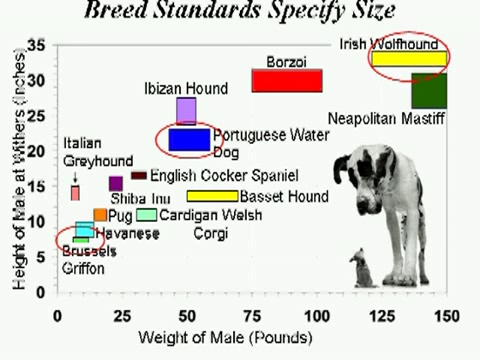 Breed Standards Specify Size
Height of Male at Withers (Inches)
35
30
25
20
15
10
5
0
Irish Wolfhound
Borzoi
Ibizan Hound
Neapolitan Mastiff
Portuguese Water
Dog
Italian
Greyhound
English Cocker Spaniel
Shiba Inu
Basset Hound
Pug
Cardigan Welsh
Corgi
Havanese
Brussels
Griffon
0 25 50 75 100 125 150
Weight of Male (Pounds)